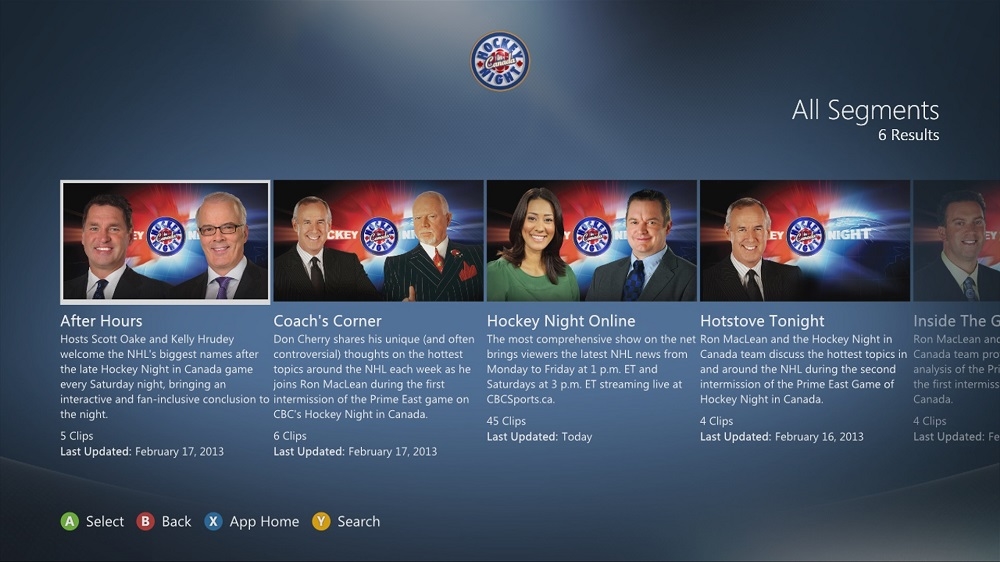 HOCKEY
in
Canada
NIGHT
All Segments
6 Results
After Hours
Hosts Scott Oake and Kelly Hrudey
welcome the NHL's biggest names after
the late Hockey Night in Canada game
every Saturday night, bringing an
interactive and fan-inclusive conclusion to
the night.
5 Clips
Last Updated: February 17, 2013
CKEY NIGHT
Coach's Corner
Don Cherry shares his unique (and often
controversial) thoughts on the hottest
topics around the NHL each week as he
joins Ron MacLean during the first
intermission of the Prime East game on
CBC's Hockey Night in Canada.
6 Clips
Last Updated: February 17, 2013
Hockey Night Online
The most comprehensive show on the net
brings viewers the latest NHL news from
Monday to Friday at 1 p.m. ET and
Saturdays at 3 p.m. ET streaming live at
CBCSports.ca.
45 Clips
Last Updated: Today
EY NIGHT
Hotstove Tonight
Ron MacLean and the Hockey Night in
Canada team discuss the hottest topics in
and around the NHL during the second
intermission of the Prime East Game of
Hockey Night in Canada.
4 Clips
Last Updated: February 16, 2013
Inside The G
Ron MacLean and
Canada team pro
analysis of the Pri
the first intermiss
Canada.
4 Clips
Last Updated: Fe
A Select B Back X App Home Y Search